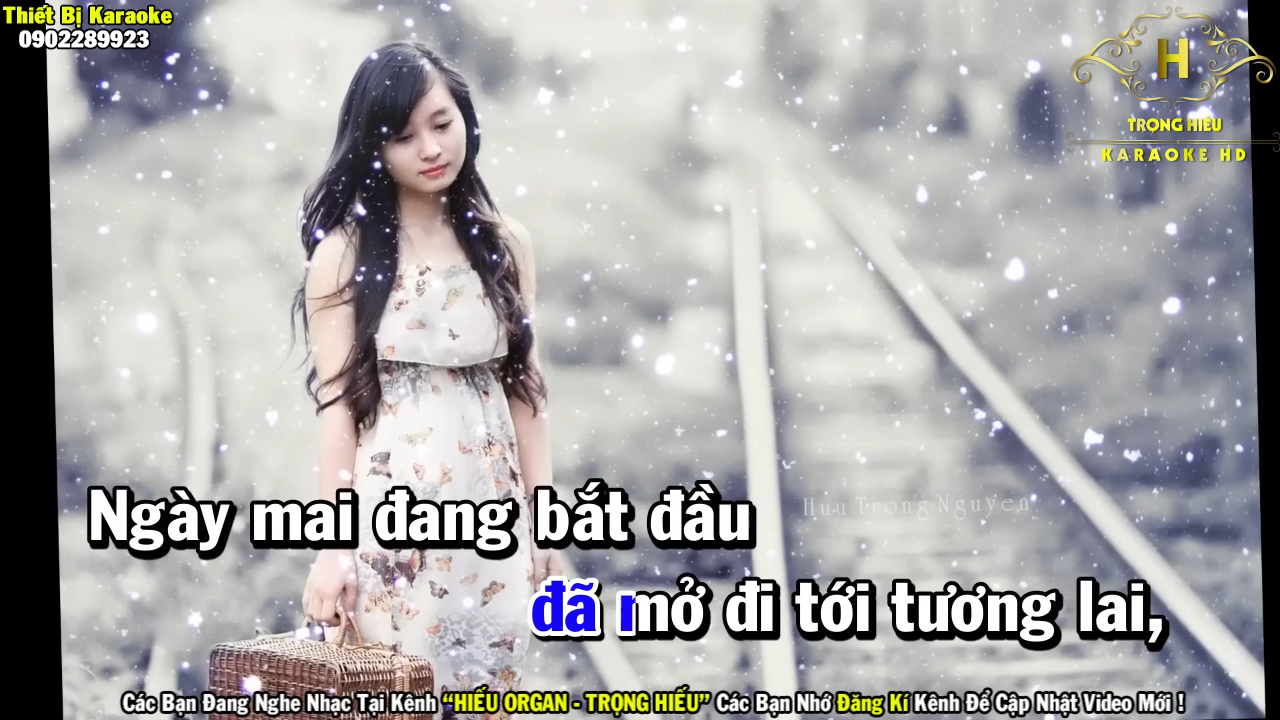 Thiết Bị Karaoke
0902289923
H
TRỌNG HIẾU
KARAOKE HD
Ngày mai đang bắt đầu
Huu Trong Nguyen
đã mở đi tới tương lai,
Các Bạn Đang Nghe Nhạc Tại Kênh “HIẾU ORGAN - TRỌNG HIẾU” Các Bạn Nhớ Đăng Kí Kênh Để Cập Nhật Video Mới !